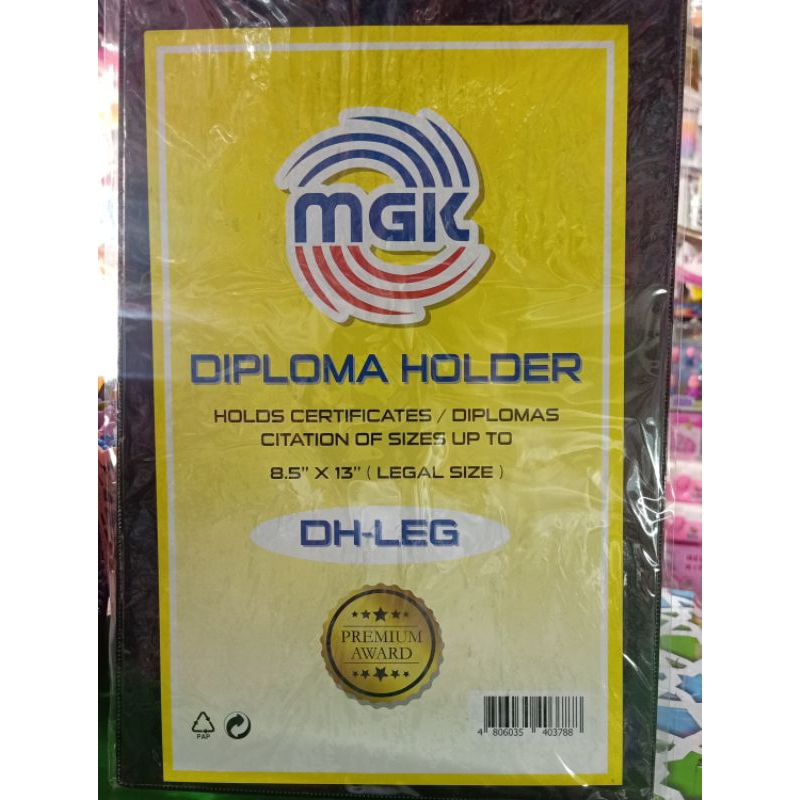 MGK
DIPLOMA HOLDER
HOLDS CERTIFICATES / DIPLOMAS
CITATION OF SIZES UP TO
8.5" X 13" ( LEGAL SIZE )
DH-LEG
PREMIUM
AWARD
PAP
4 806035 403788